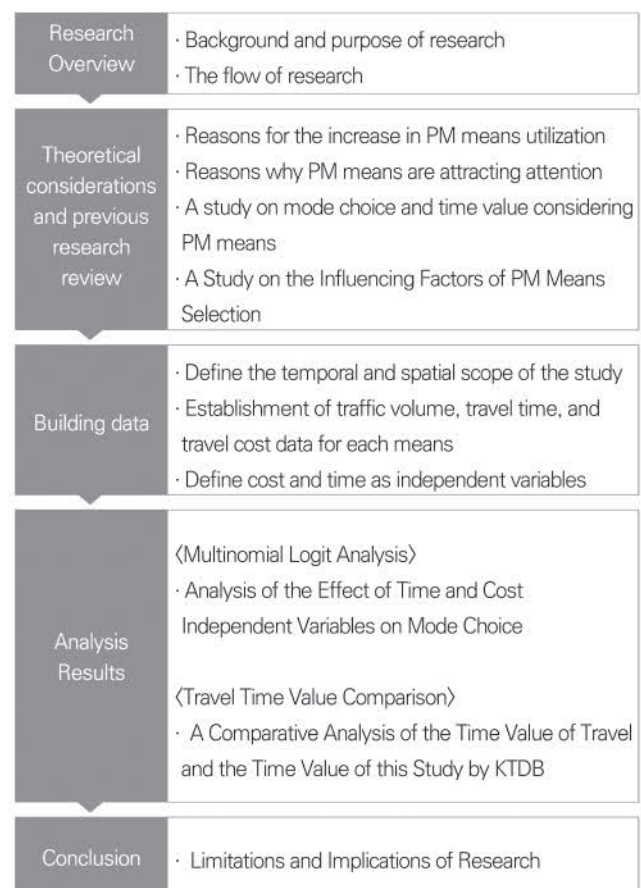 Research
Overview
· Background and purpose of research
· The flow of research
Theoretical
considerations
and previous
research
review
· Reasons for the increase in PM means utilization
· Reasons why PM means are attracting attention
· A study on mode choice and time value considering
PM means
· A Study on the Influencing Factors of PM Means
Selection
Building data
· Define the temporal and spatial scope of the study
· Establishment of traffic volume, travel time, and
travel cost data for each means
· Define cost and time as independent variables
Analysis
Results
〈Multinomial Logit Analysis〉
· Analysis of the Effect of Time and Cost
Independent Variables on Mode Choice
〈Travel Time Value Comparison〉
· A Comparative Analysis of the Time Value of Travel
and the Time Value of this Study by KTDB
Conclusion
· Limitations and Implications of Research